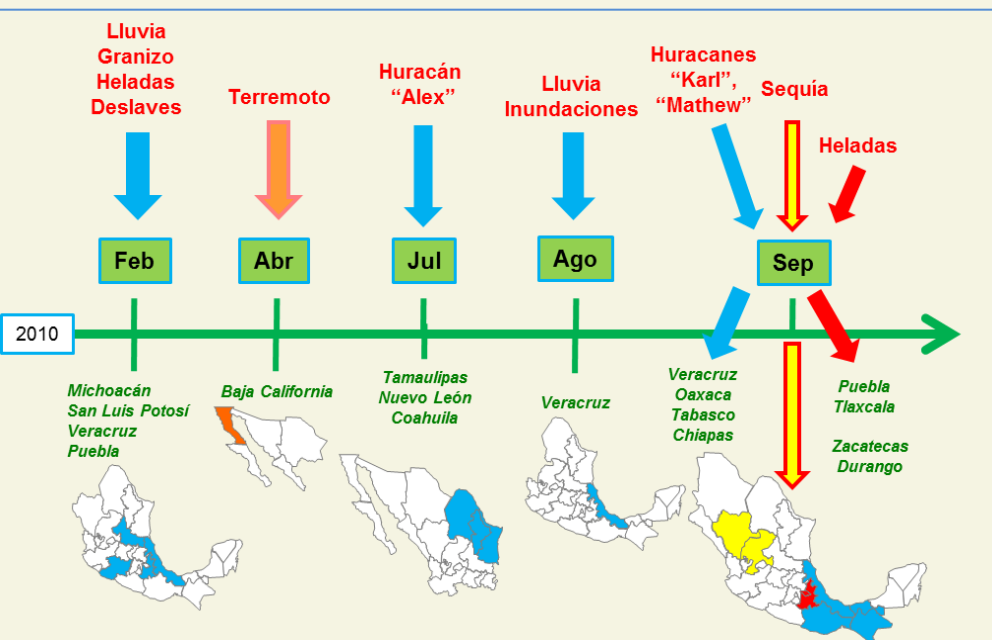 Lluvia
Granizo
Heladas
Deslaves
Terremoto
Huracán
“Alex”
Lluvia
Inundaciones
Huracanes
“Karl”,
“Mathew”
Sequía
Heladas
Feb
Abr
Jul
Ago
Sep
2010
Michoacán
San Luis Potosí
Veracruz
Puebla
Baja California
Tamaulipas
Nuevo León
Coahuila
Veracruz
Veracruz
Oaxaca
Tabasco
Chiapas
Puebla
Tlaxcala
Zacatecas
Durango